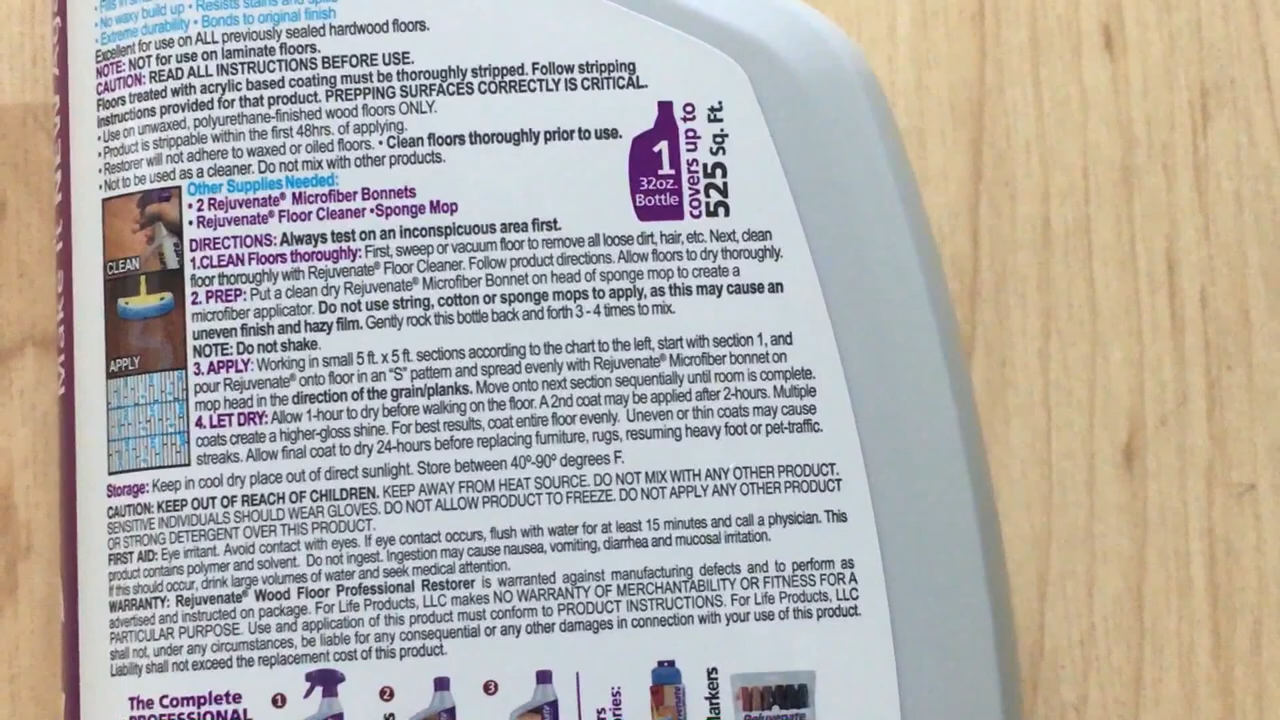 • No waxy build up • Resists stains and
• Extreme durability • Bonds to original finish
Excellent for use on ALL previously sealed hardwood floors.
NOTE: NOT for use on laminate floors.
CAUTION: READ ALL INSTRUCTIONS BEFORE USE.
Floors treated with acrylic based coating must be thoroughly stripped. Follow stripping
instructions provided for that product. PREPPING SURFACES CORRECTLY IS CRITICAL.
• Use on unwaxed, polyurethane-finished wood floors ONLY.
• Product is strippable within the first 48hrs. of applying.
• Restorer will not adhere to waxed or oiled floors. • Clean floors thoroughly prior to use.
• Not to be used as a cleaner. Do not mix with other products.
1
32oz.
Bottle
covers up to
525 Sq. Ft.
Other Supplies Needed:
• 2 Rejuvenate® Microfiber Bonnets
• Rejuvenate® Floor Cleaner •Sponge Mop
CLEAN
APPLY
DIRECTIONS: Always test on an inconspicuous area first.
1.CLEAN Floors thoroughly: First, sweep or vacuum floor to remove all loose dirt, hair, etc. Next, clean
floor thoroughly with Rejuvenate® Floor Cleaner. Follow product directions. Allow floors to dry thoroughly.
2. PREP: Put a clean dry Rejuvenate® Microfiber Bonnet on head of sponge mop to create a
microfiber applicator. Do not use string, cotton or sponge mops to apply, as this may cause an
uneven finish and hazy film. Gently rock this bottle back and forth 3 - 4 times to mix.
NOTE: Do not shake.
3. APPLY: Working in small 5 ft. x 5 ft. sections according to the chart to the left, start with section 1, and
pour Rejuvenate® onto floor in an “S” pattern and spread evenly with Rejuvenate® Microfiber bonnet on
mop head in the direction of the grain/planks. Move onto next section sequentially until room is complete.
4. LET DRY: Allow 1-hour to dry before walking on the floor. A 2nd coat may be applied after 2-hours. Multiple
coats create a higher-gloss shine. For best results, coat entire floor evenly. Uneven or thin coats may cause
streaks. Allow final coat to dry 24-hours before replacing furniture, rugs, resuming heavy foot or pet-traffic.
Storage: Keep in cool dry place out of direct sunlight. Store between 40º-90º degrees F.
CAUTION: KEEP OUT OF REACH OF CHILDREN. KEEP AWAY FROM HEAT SOURCE. DO NOT MIX WITH ANY OTHER PRODUCT.
SENSITIVE INDIVIDUALS SHOULD WEAR GLOVES. DO NOT ALLOW PRODUCT TO FREEZE. DO NOT APPLY ANY OTHER PRODUCT
OR STRONG DETERGENT OVER THIS PRODUCT.
FIRST AID: Eye irritant. Avoid contact with eyes. If eye contact occurs, flush with water for at least 15 minutes and call a physician. This
product contains polymer and solvent. Do not ingest. Ingestion may cause nausea, vomiting, diarrhea and mucosal irritation.
If this should occur, drink large volumes of water and seek medical attention.
WARRANTY: Rejuvenate® Wood Floor Professional Restorer is warranted against manufacturing defects and to perform as
advertised and instructed on package. For Life Products, LLC makes NO WARRANTY OF MERCHANTABILITY OR FITNESS FOR A
PARTICULAR PURPOSE. Use and application of this product must conform to PRODUCT INSTRUCTIONS. For Life Products, LLC
shall not, under any circumstances, be liable for any consequential or any other damages in connection with your use of this product.
Liability shall not exceed the replacement cost of this product.
The Complete
PROFESSIONAL
1
2
3
Rejuvenate